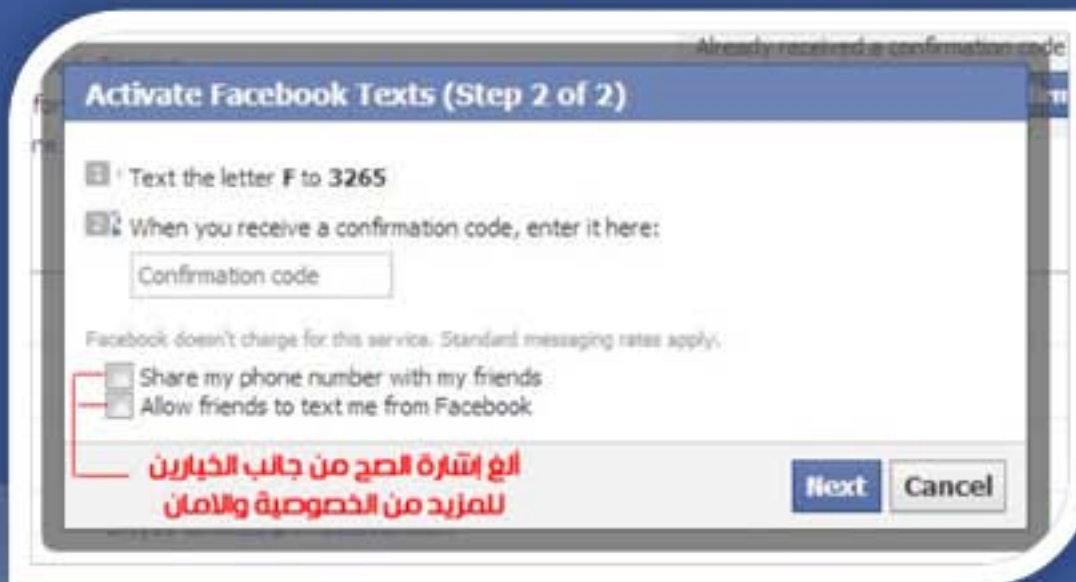 Already received a confirmation code
Activate Facebook Texts (Step 2 of 2)
Text the letter F to 3265
When you receive a confirmation code, enter it here:
Confirmation code
Facebook doesn't charge for this service. Standard messaging rates apply.
Share my phone number with my friends
Allow friends to text me from Facebook
ألغ إشارة الصح من جانب الخيارين
للمزيد من الخصوصية والامان
Next Cancel